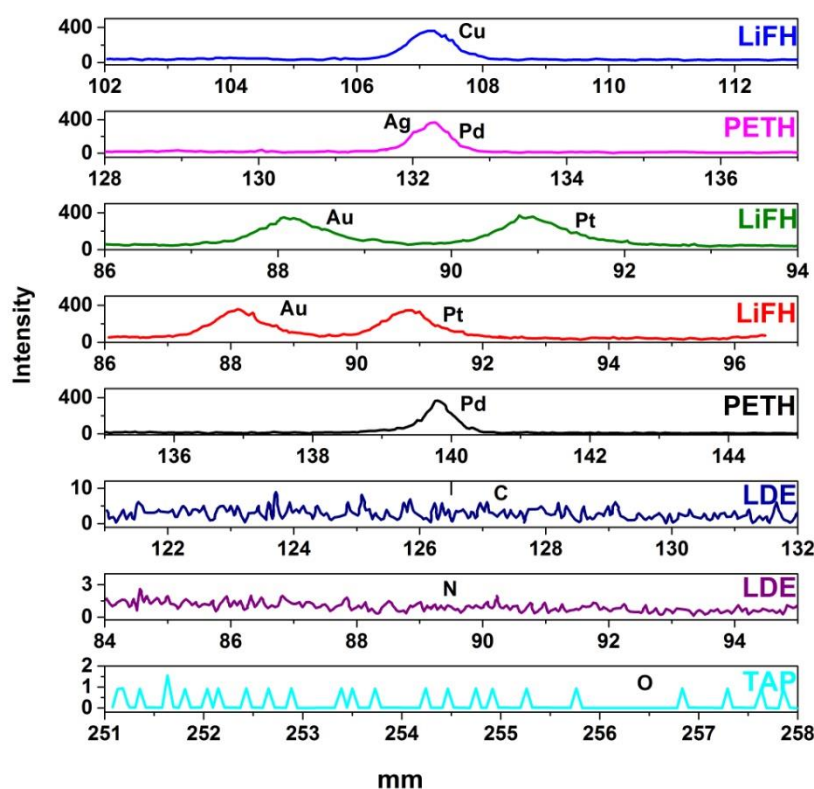 400 Cu LiFH
0
102 104 106 108 110 112
400 Ag Pd PETH
0
128 130 132 134 136
400 Au Pt LiFH
0
86 88 90 92 94
400 Au Pt LiFH
0
86 88 90 92 94 96
400 Pd PETH
0
136 138 140 142 144
10 C LDE
0
122 124 126 128 130 132
3 N LDE
0
84 86 88 90 92 94
2 O TAP
1
0
251 252 253 254 255 256 257 258
Intensity
mm